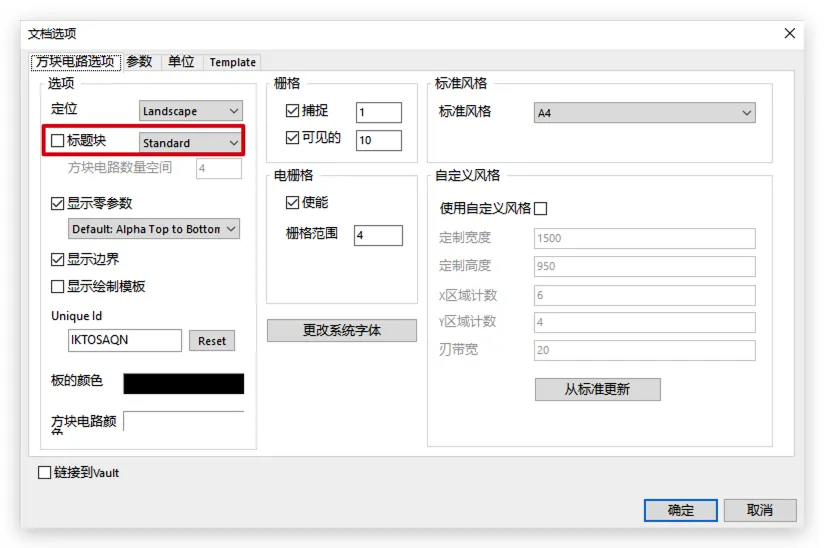 文档选项
方块电路选项 参数 单位 Template
选项
定位 Landscape
标题块 Standard
方块电路数量空间 4
显示零参数
Default: Alpha Top to Bottom
显示边界
显示绘制模板
Unique Id
IKTOSAQN Reset
板的颜色
方块电路颜
色
栅格
捕捉 1
可见的 10
电栅格
使能
栅格范围 4
更改系统字体
标准风格
标准风格 A4
自定义风格
使用自定义风格
定制宽度 1500
定制高度 950
X区域计数 6
Y区域计数 4
刃带宽 20
从标准更新
链接到Vault
确定 取消